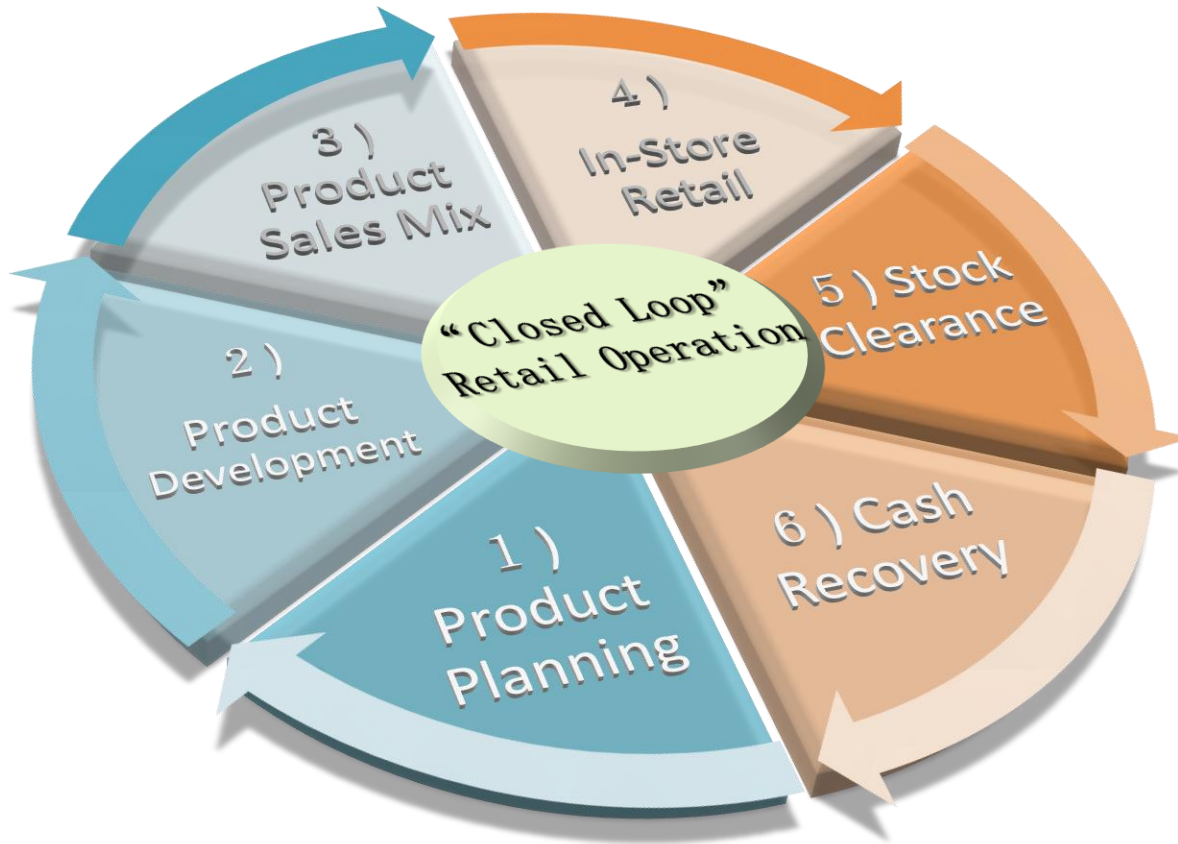 1 )
Product
Planning
2 )
Product
Development
3 )
Product
Sales Mix
4 )
In-Store
Retail
5 ) Stock
Clearance
6 ) Cash
Recovery
“Closed Loop”
Retail Operation